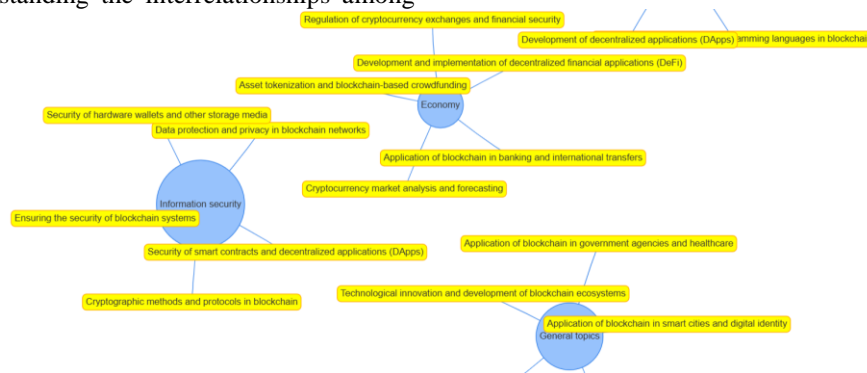 standing the interrelationships among
Regulation of cryptocurrency exchanges and financial security
Development of decentralized applications (DApps)
amming languages in blockchain
Development and implementation of decentralized financial applications (DeFi)
Asset tokenization and blockchain-based crowdfunding
Economy
Security of hardware wallets and other storage media
Data protection and privacy in blockchain networks
Application of blockchain in banking and international transfers
Cryptocurrency market analysis and forecasting
Information security
Ensuring the security of blockchain systems
Security of smart contracts and decentralized applications (DApps)
Application of blockchain in government agencies and healthcare
Technological innovation and development of blockchain ecosystems
Cryptographic methods and protocols in blockchain
Application of blockchain in smart cities and digital identity
General topics